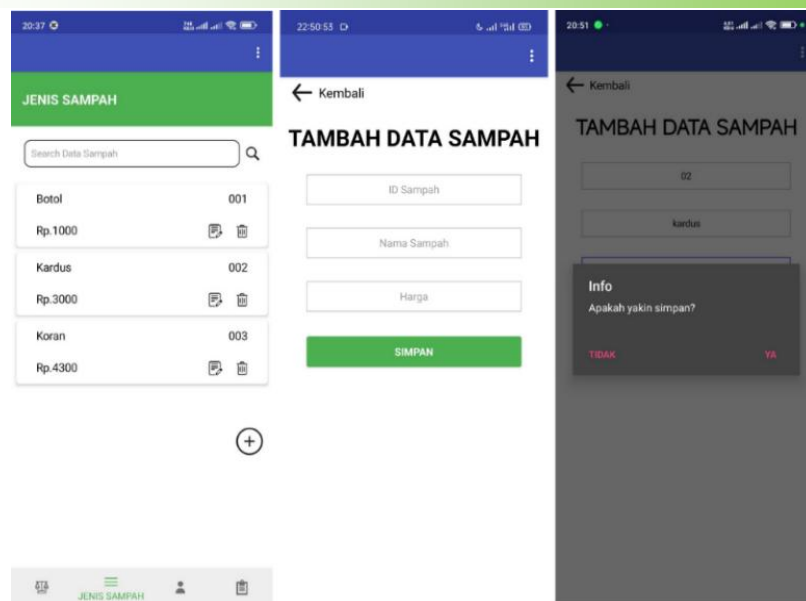 20:37
JENIS SAMPAH
Search Data Sampah
Botol 001
Rp.1000
Kardus 002
Rp.3000
Koran 003
Rp.4300
JENIS SAMPAH
22:50:53
Kembali
TAMBAH DATA SAMPAH
ID Sampah
Nama Sampah
Harga
SIMPAN
20:51
Kembali
TAMBAH DATA SAMPAH
02
kardus
Info
Apakah yakin simpan?
TIDAK YA